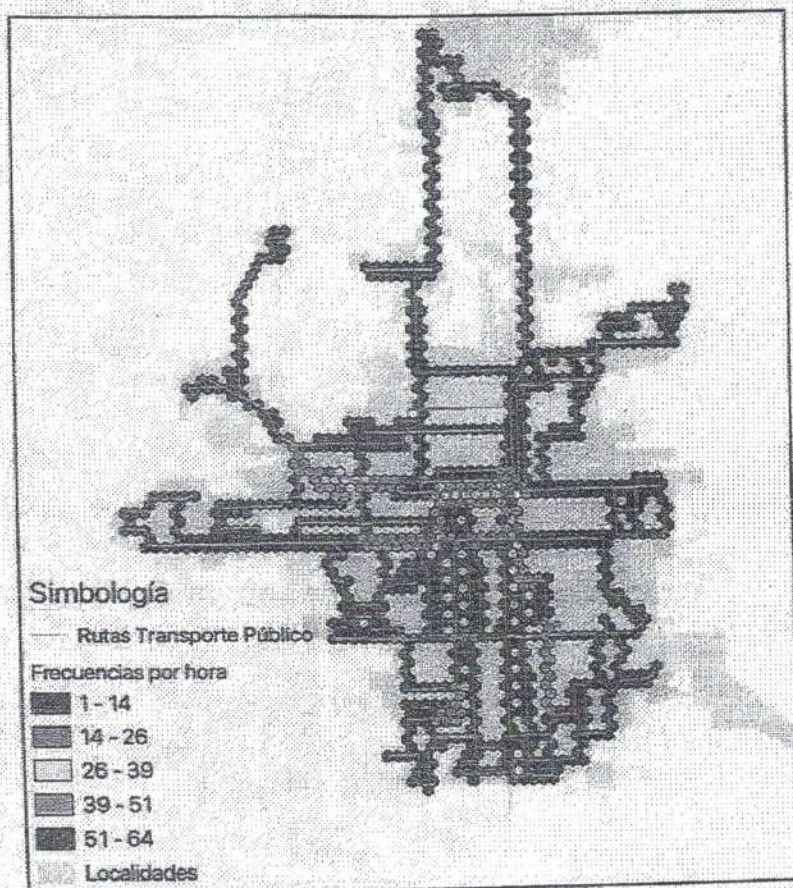 Simbología
Rutas Transporte Público
Frecuencias por hora
1 - 14
14 - 26
26 - 39
39 - 51
51 - 64
Localidades